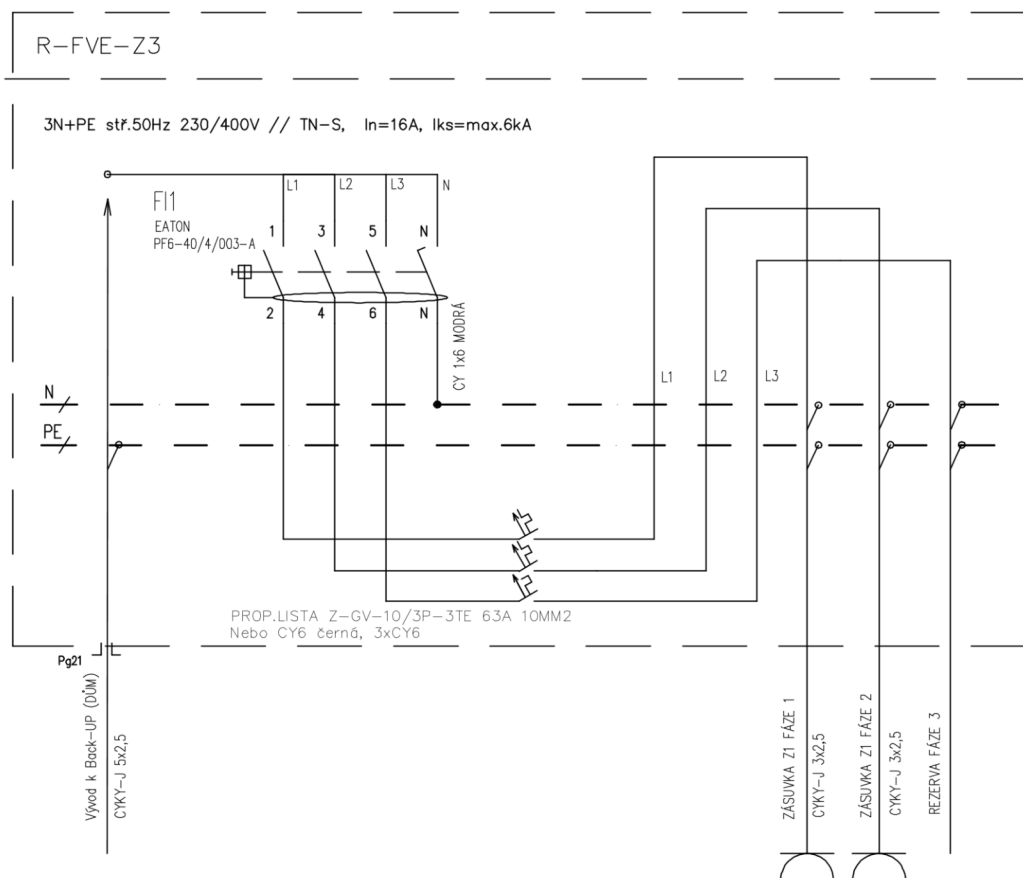 R-FVE-Z3
3N+PE stř.50Hz 230/400V // TN-S, In=16A, Iks=max.6kA
FI1
EATON
PF6-40/4/003-A
L1
L2
L3
N
1
3
5
N
2
4
6
N
CY 1x6 MODRÁ
L1
L2
L3
N
PE
PROP.LISTA Z-GV-10/3P-3TE 63A 10MM2
Nebo CY6 černá, 3xCY6
Pg21
Vývod k Back-UP (DŮM)
CYKY-J 5x2,5
ZÁSUVKA Z1 FÁZE 1
CYKY-J 3x2,5
ZÁSUVKA Z1 FÁZE 2
CYKY-J 3x2,5
REZERVA FÁZE 3